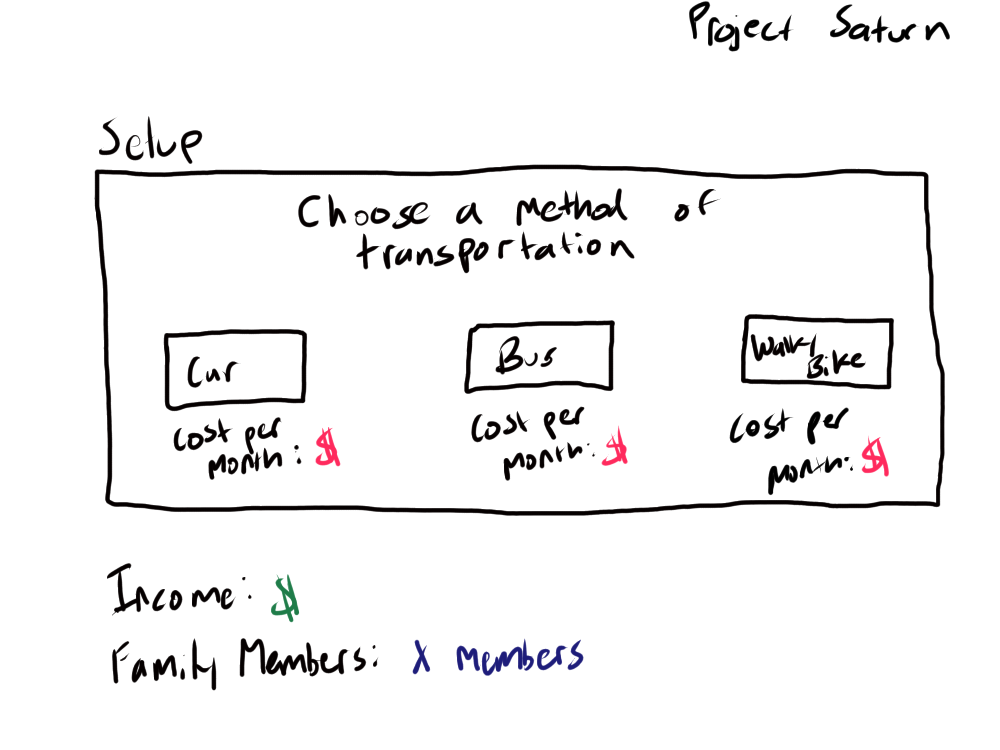 Project Saturn
Setup
Choose a method of
transportation
Car
Bus
Walk/
Bike
Cost per
month: $
Cost per
month: $
Cost per
month: $
Income: $
Family Members: X members